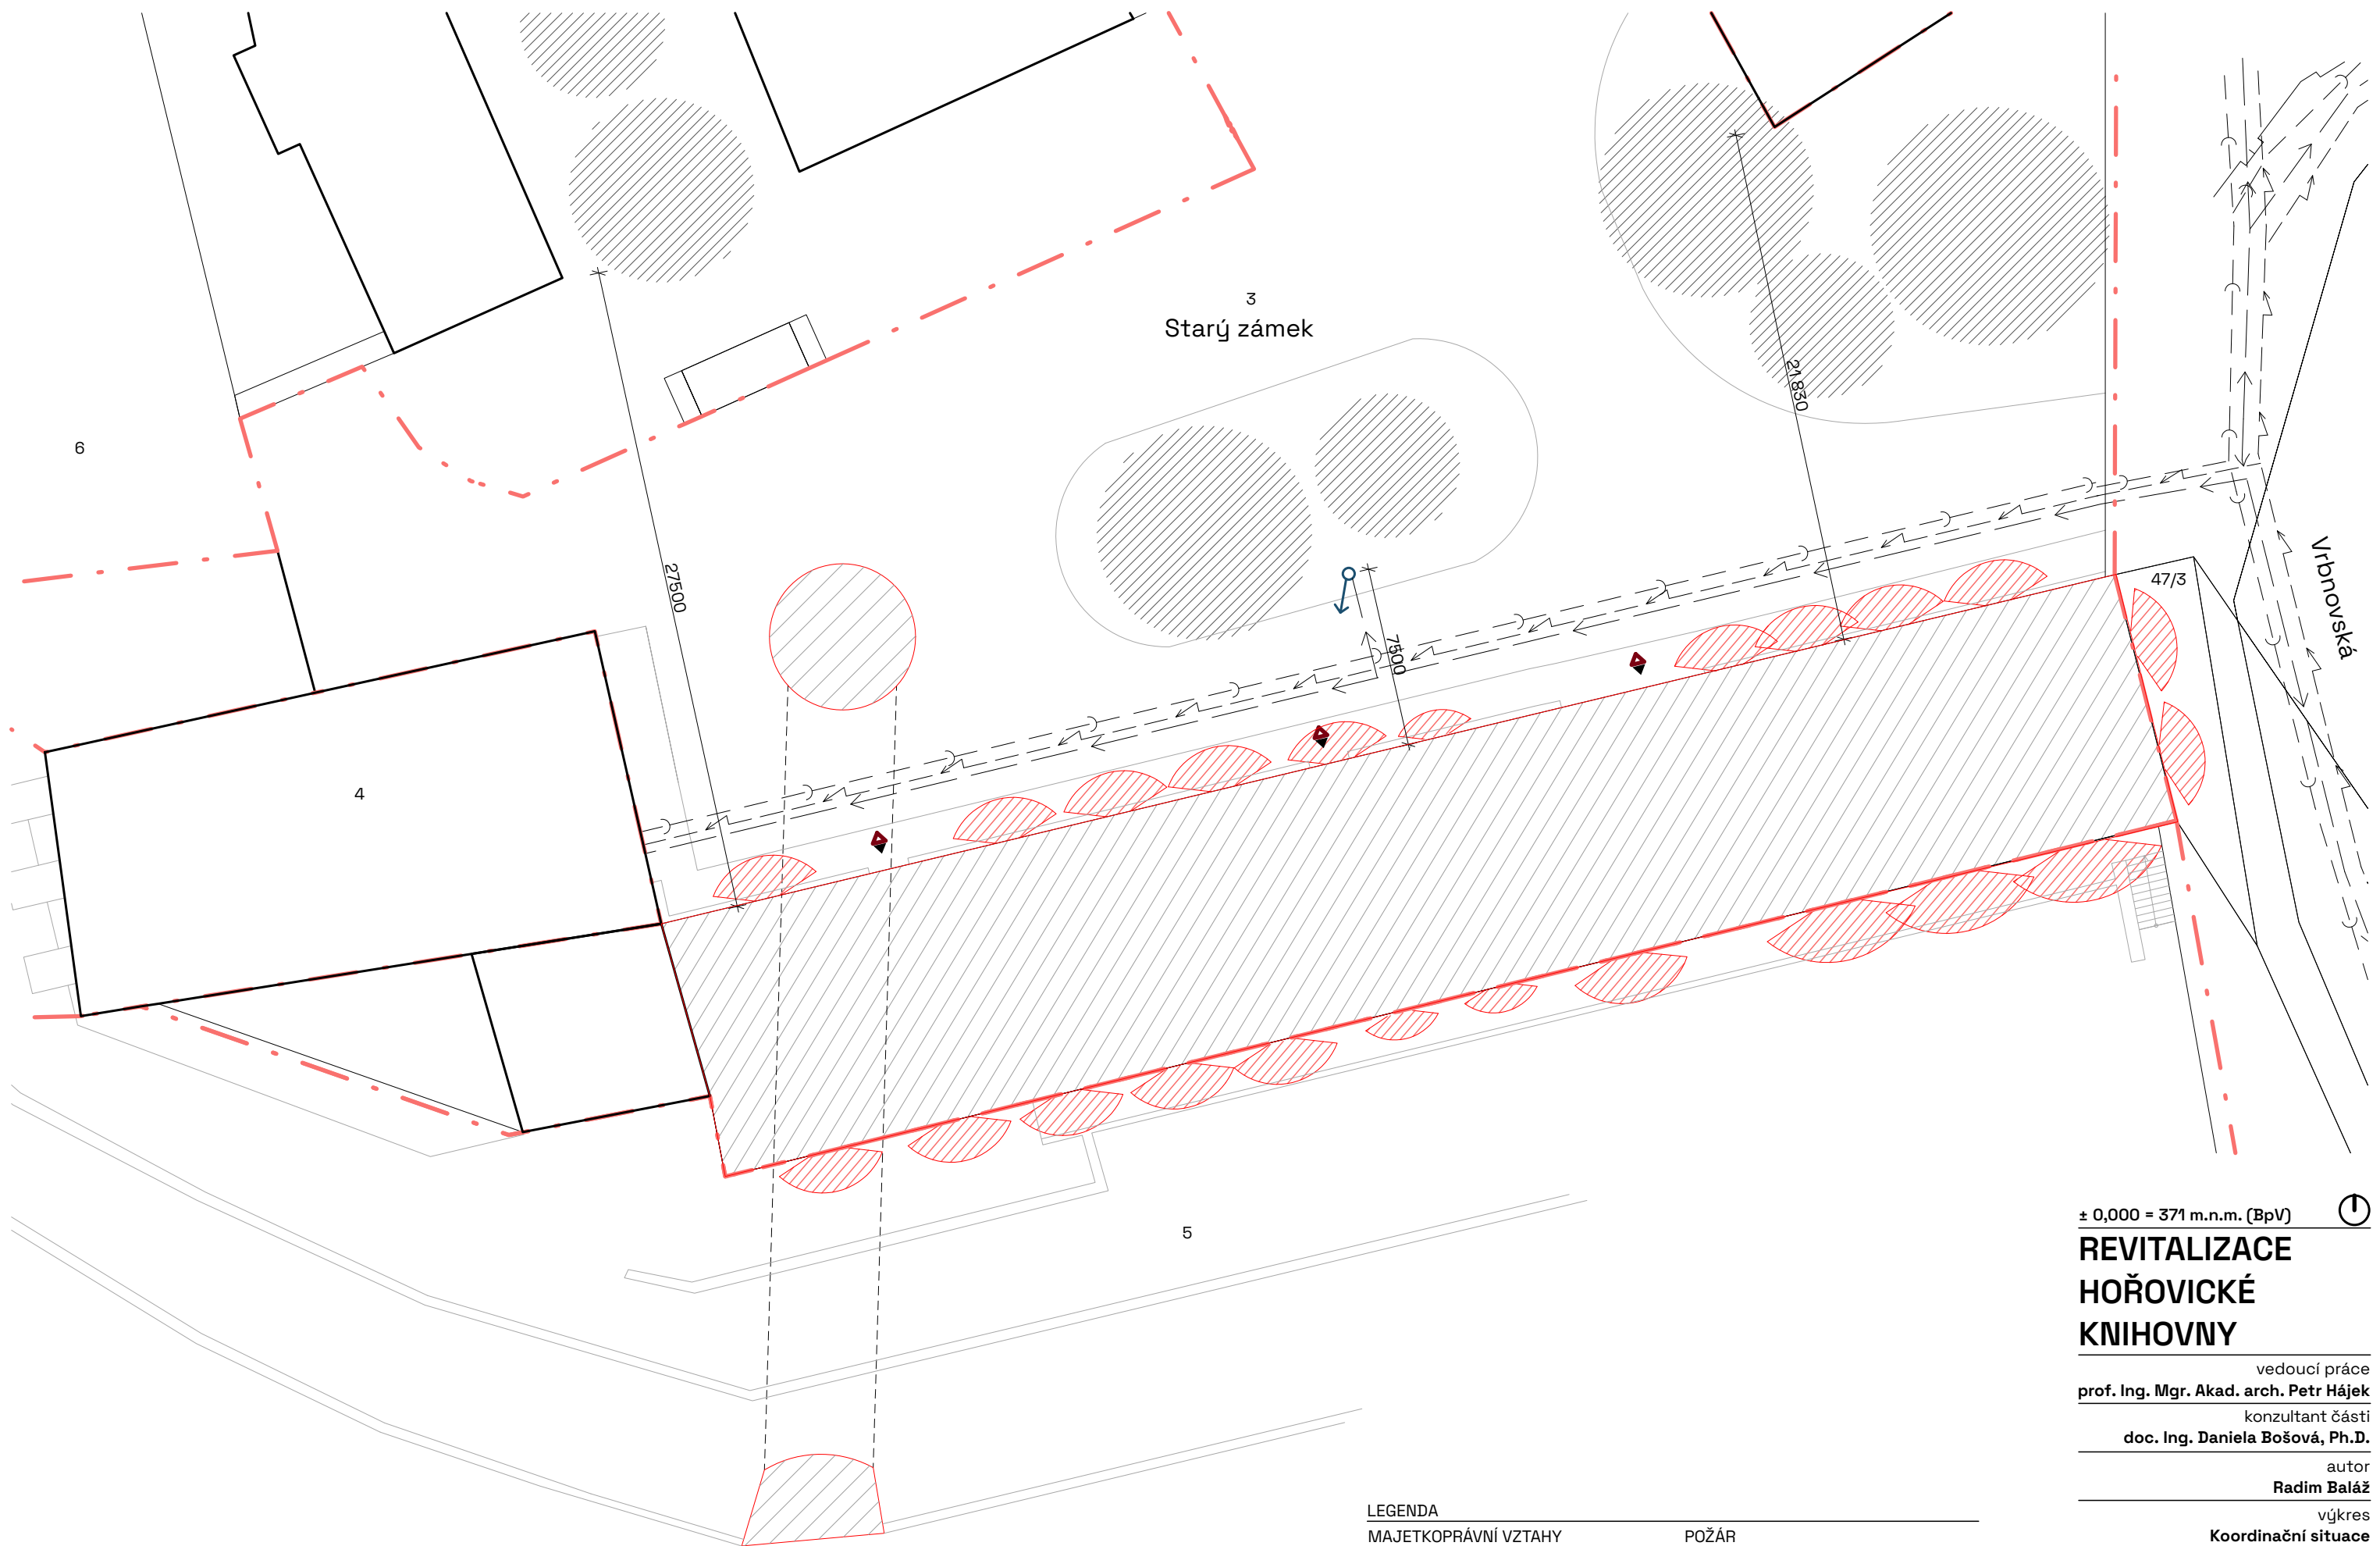 3
Starý zámek
21 830
6
27500
Vrbnovská
47/3
7500
4
5
± 0,000 = 371 m.n.m. (BpV)
REVITALIZACE
HOŘOVICKÉ
KNIHOVNY
vedoucí práce
prof. Ing. Mgr. Akad. arch. Petr Hájek
konzultant části
doc. Ing. Daniela Bošová, Ph.D.
autor
Radim Baláž
výkres
Koordinační situace
LEGENDA
MAJETKOPRÁVNÍ VZTAHY
POŽÁR